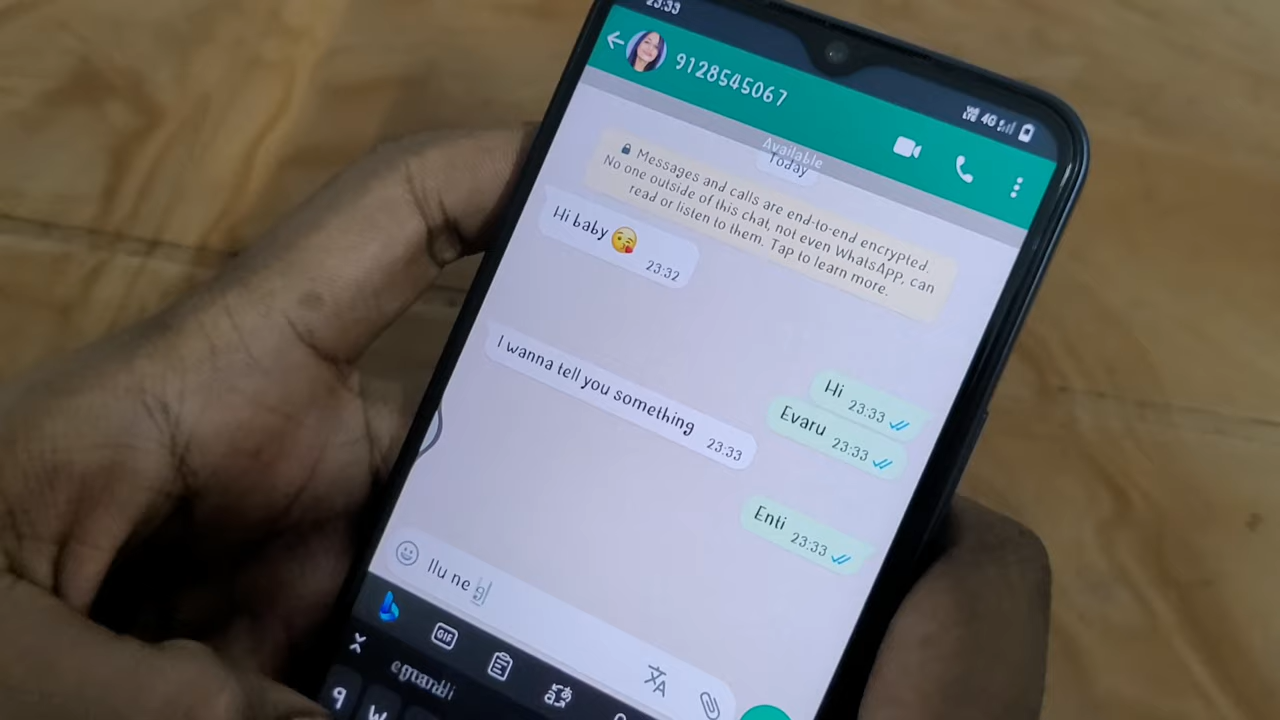 23:33
9128545067
4G
Available
Today
Messages and calls are end-to-end encrypted.
No one outside of this chat, not even WhatsApp, can
read or listen to them. Tap to learn more.
Hi baby 😘
23:32
Hi 23:33
Evaru 23:33
I wanna tell you something 23:33
Enti
23:33
llu ne
GIF
q w